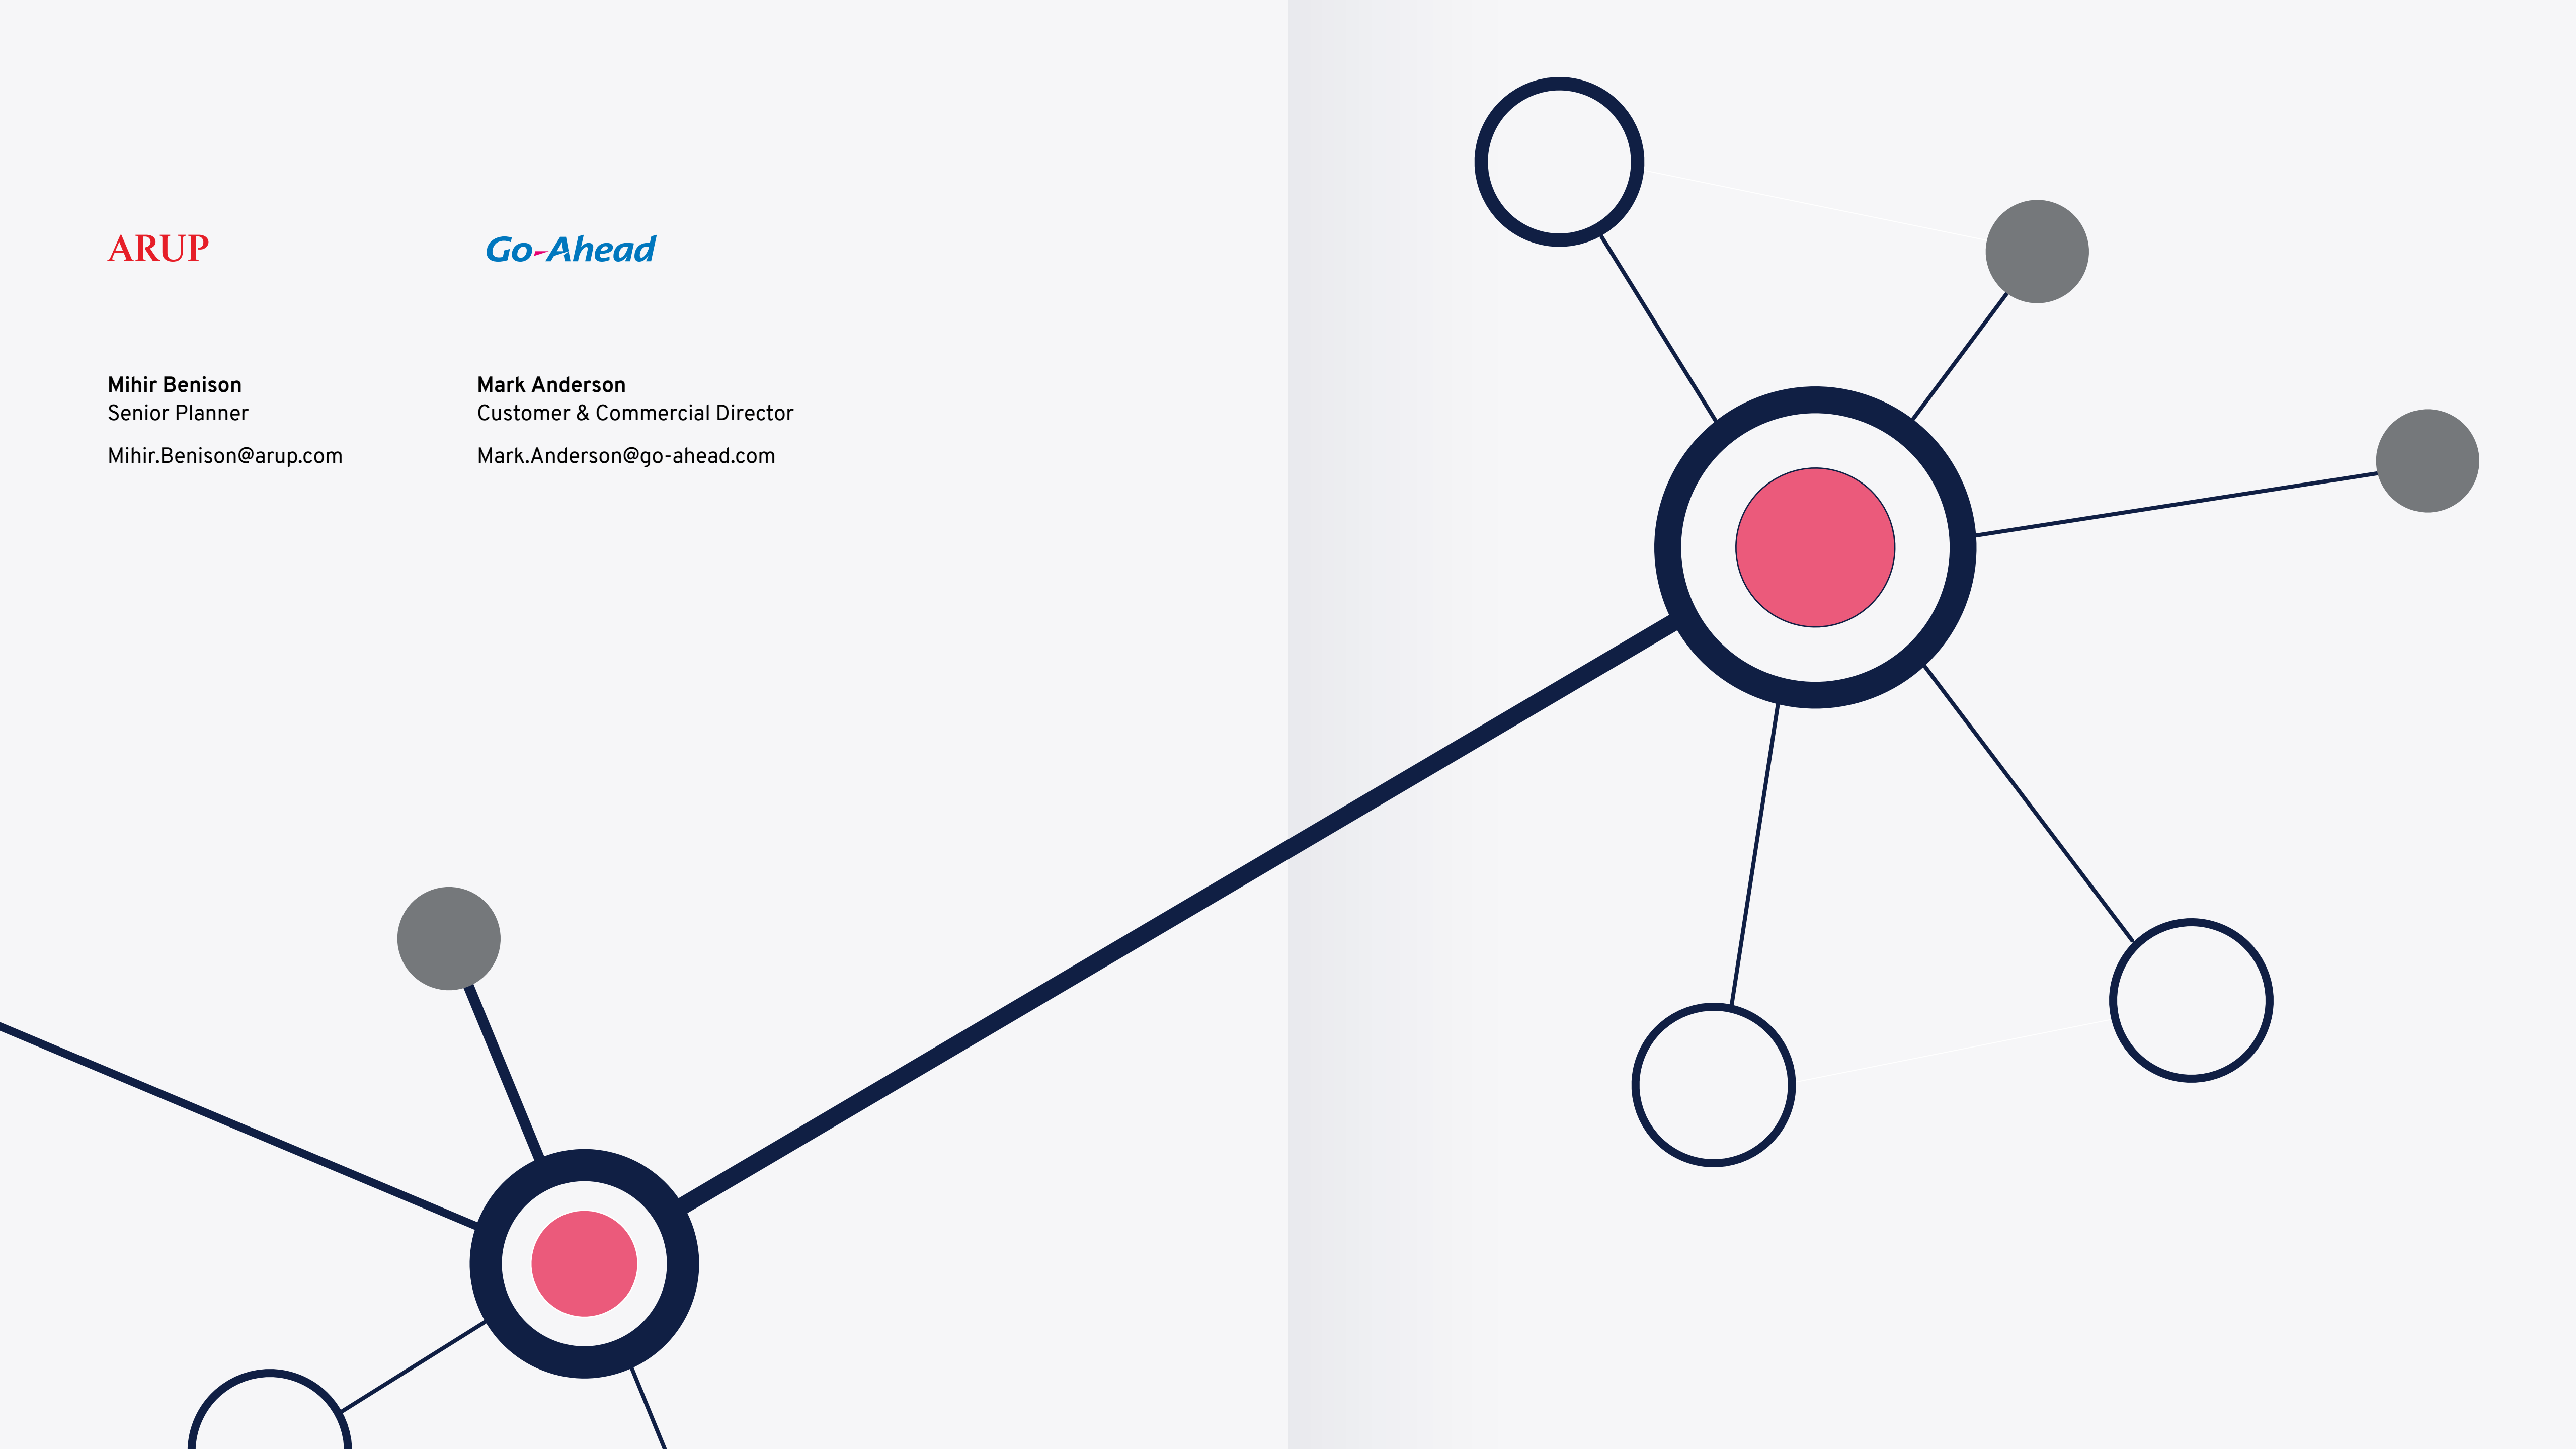 ARUP
Go-Ahead
Mihir Benison
Senior Planner
Mihir.Benison@arup.com
Mark Anderson
Customer & Commercial Director
Mark.Anderson@go-ahead.com